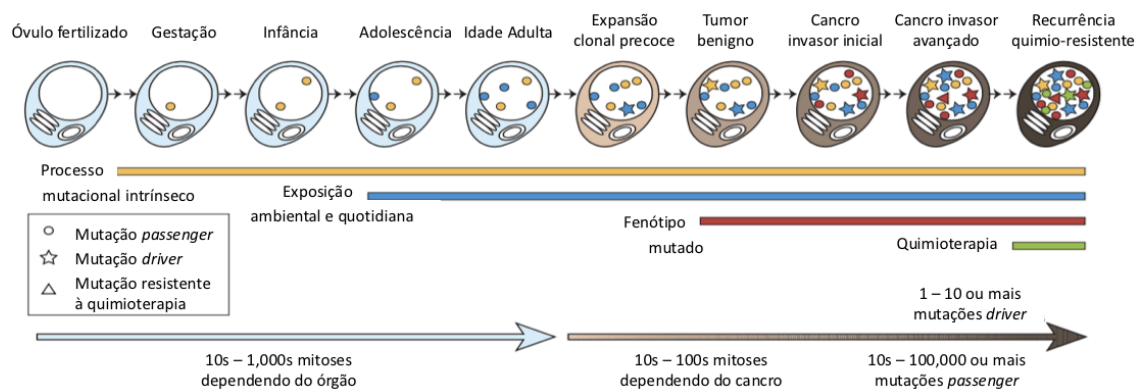 Óvulo fertilizado
Gestação
Infância
Adolescência
Idade Adulta
Expansão
clonal precoce
Tumor
benigno
Cancro
invasor inicial
Cancro invasor
avançado
Recurrência
quimio-resistente
Processo
mutacional intrínseco
Exposição
ambiental e quotidiana
Fenótipo
mutado
Quimioterapia
Mutação passenger
Mutação driver
Mutação resistente
à quimioterapia
1 – 10 ou mais
mutações driver
10s – 1,000s mitoses
dependendo do órgão
10s – 100s mitoses
dependendo do cancro
10s – 100,000 ou mais
mutações passenger